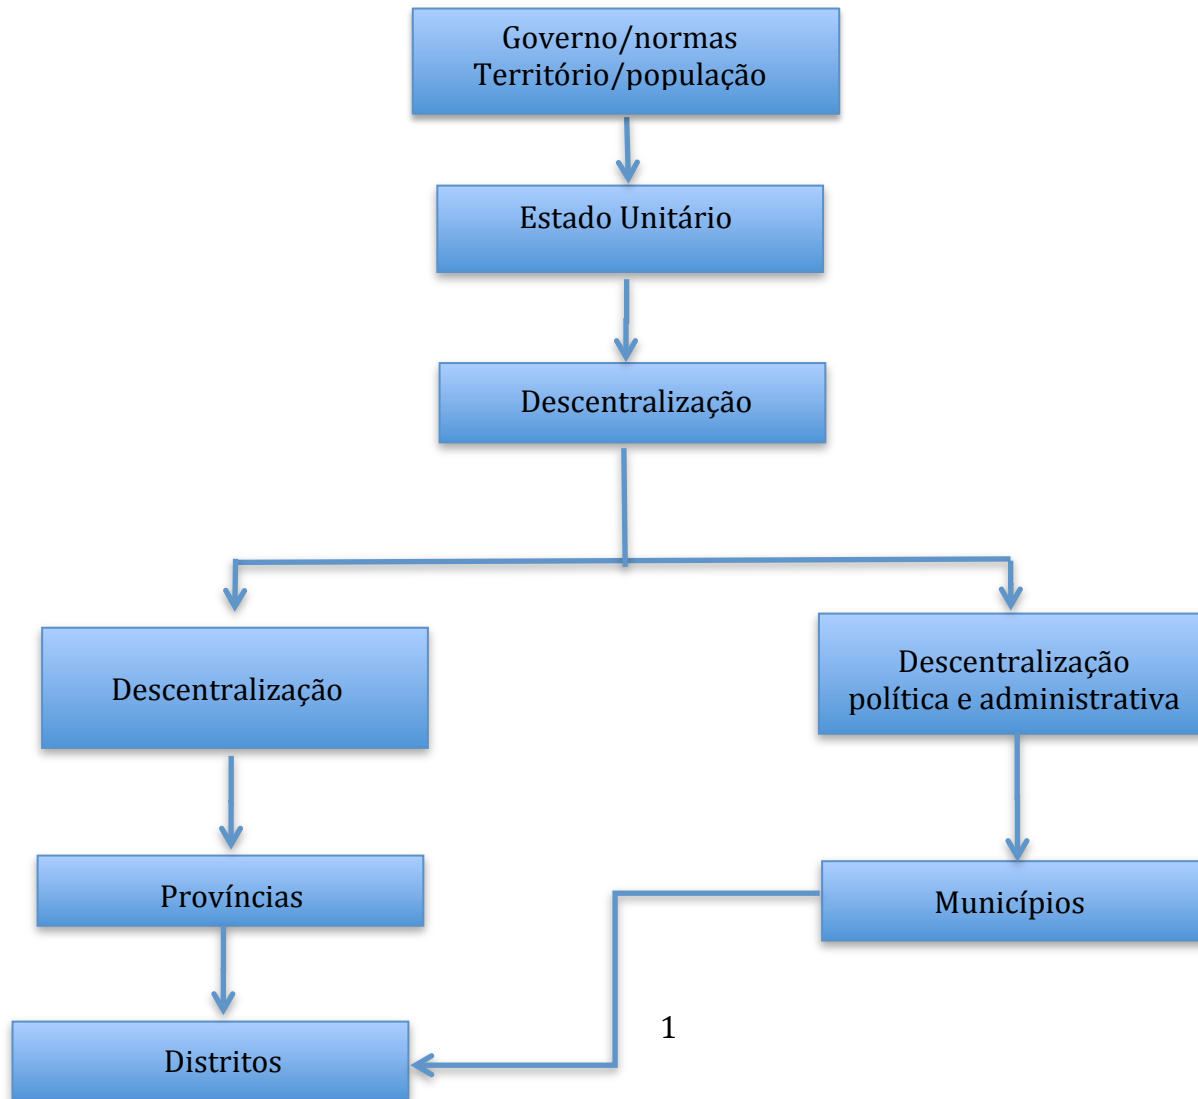 Governo/normas
Território/população
Estado Unitário
Descentralização
Descentralização
Descentralização
política e administrativa
Províncias
Municípios
1
Distritos